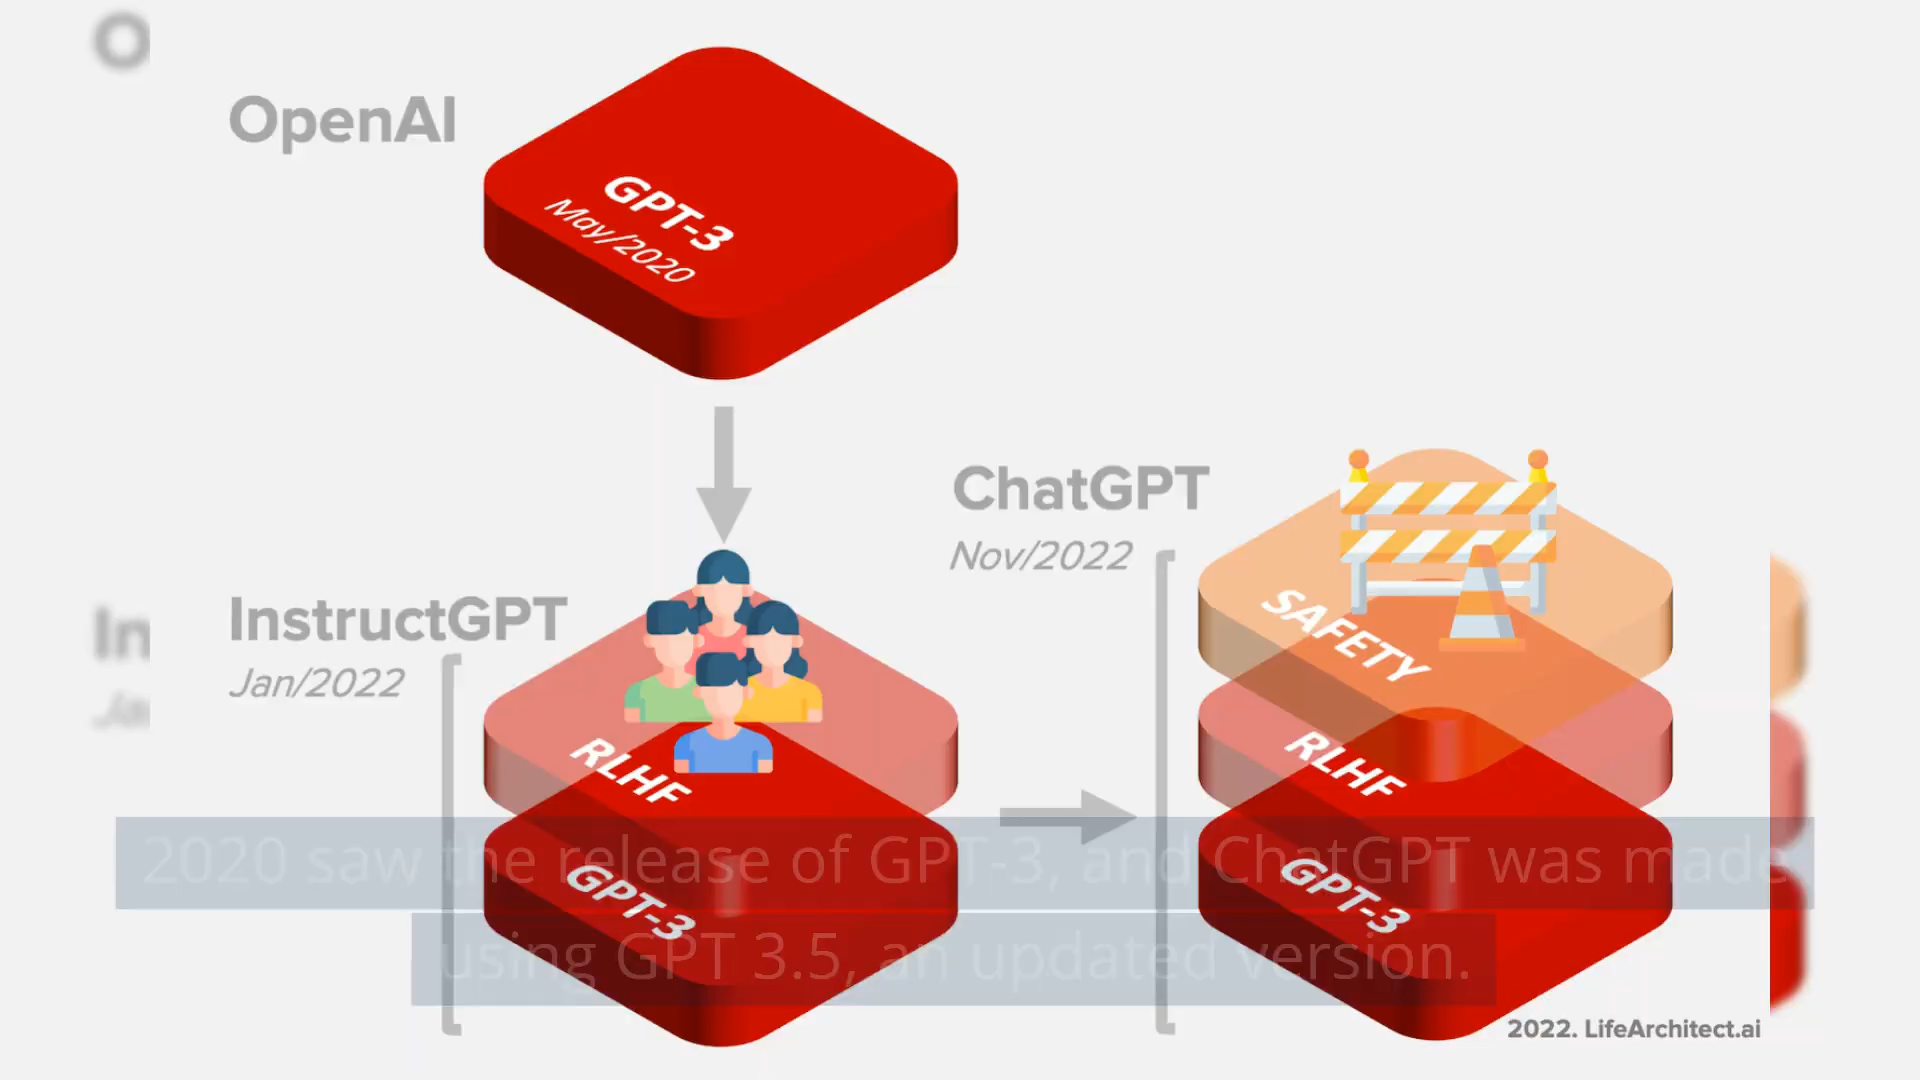 O
OpenAI
GPT-3
May/2020
ChatGPT
Nov/2022
SAFETY
RLHF
GPT-3
InstructGPT
Jan/2022
RLHF
GPT-3
In
Ja
2020 saw the release of GPT-3, and ChatGPT was made
using GPT 3.5, an updated version.
2022. LifeArchitect.ai